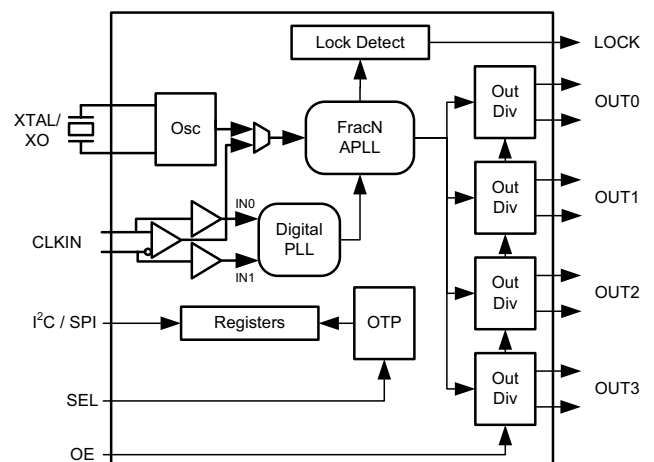 Lock Detect
LOCK
XTAL/
XO
Osc
FracN
APLL
Out
Div
OUT0
IN0
CLKIN
Digital
PLL
IN1
Out
Div
OUT1
Out
Div
OUT2
I²C / SPI
Registers
OTP
Out
Div
OUT3
SEL
OE